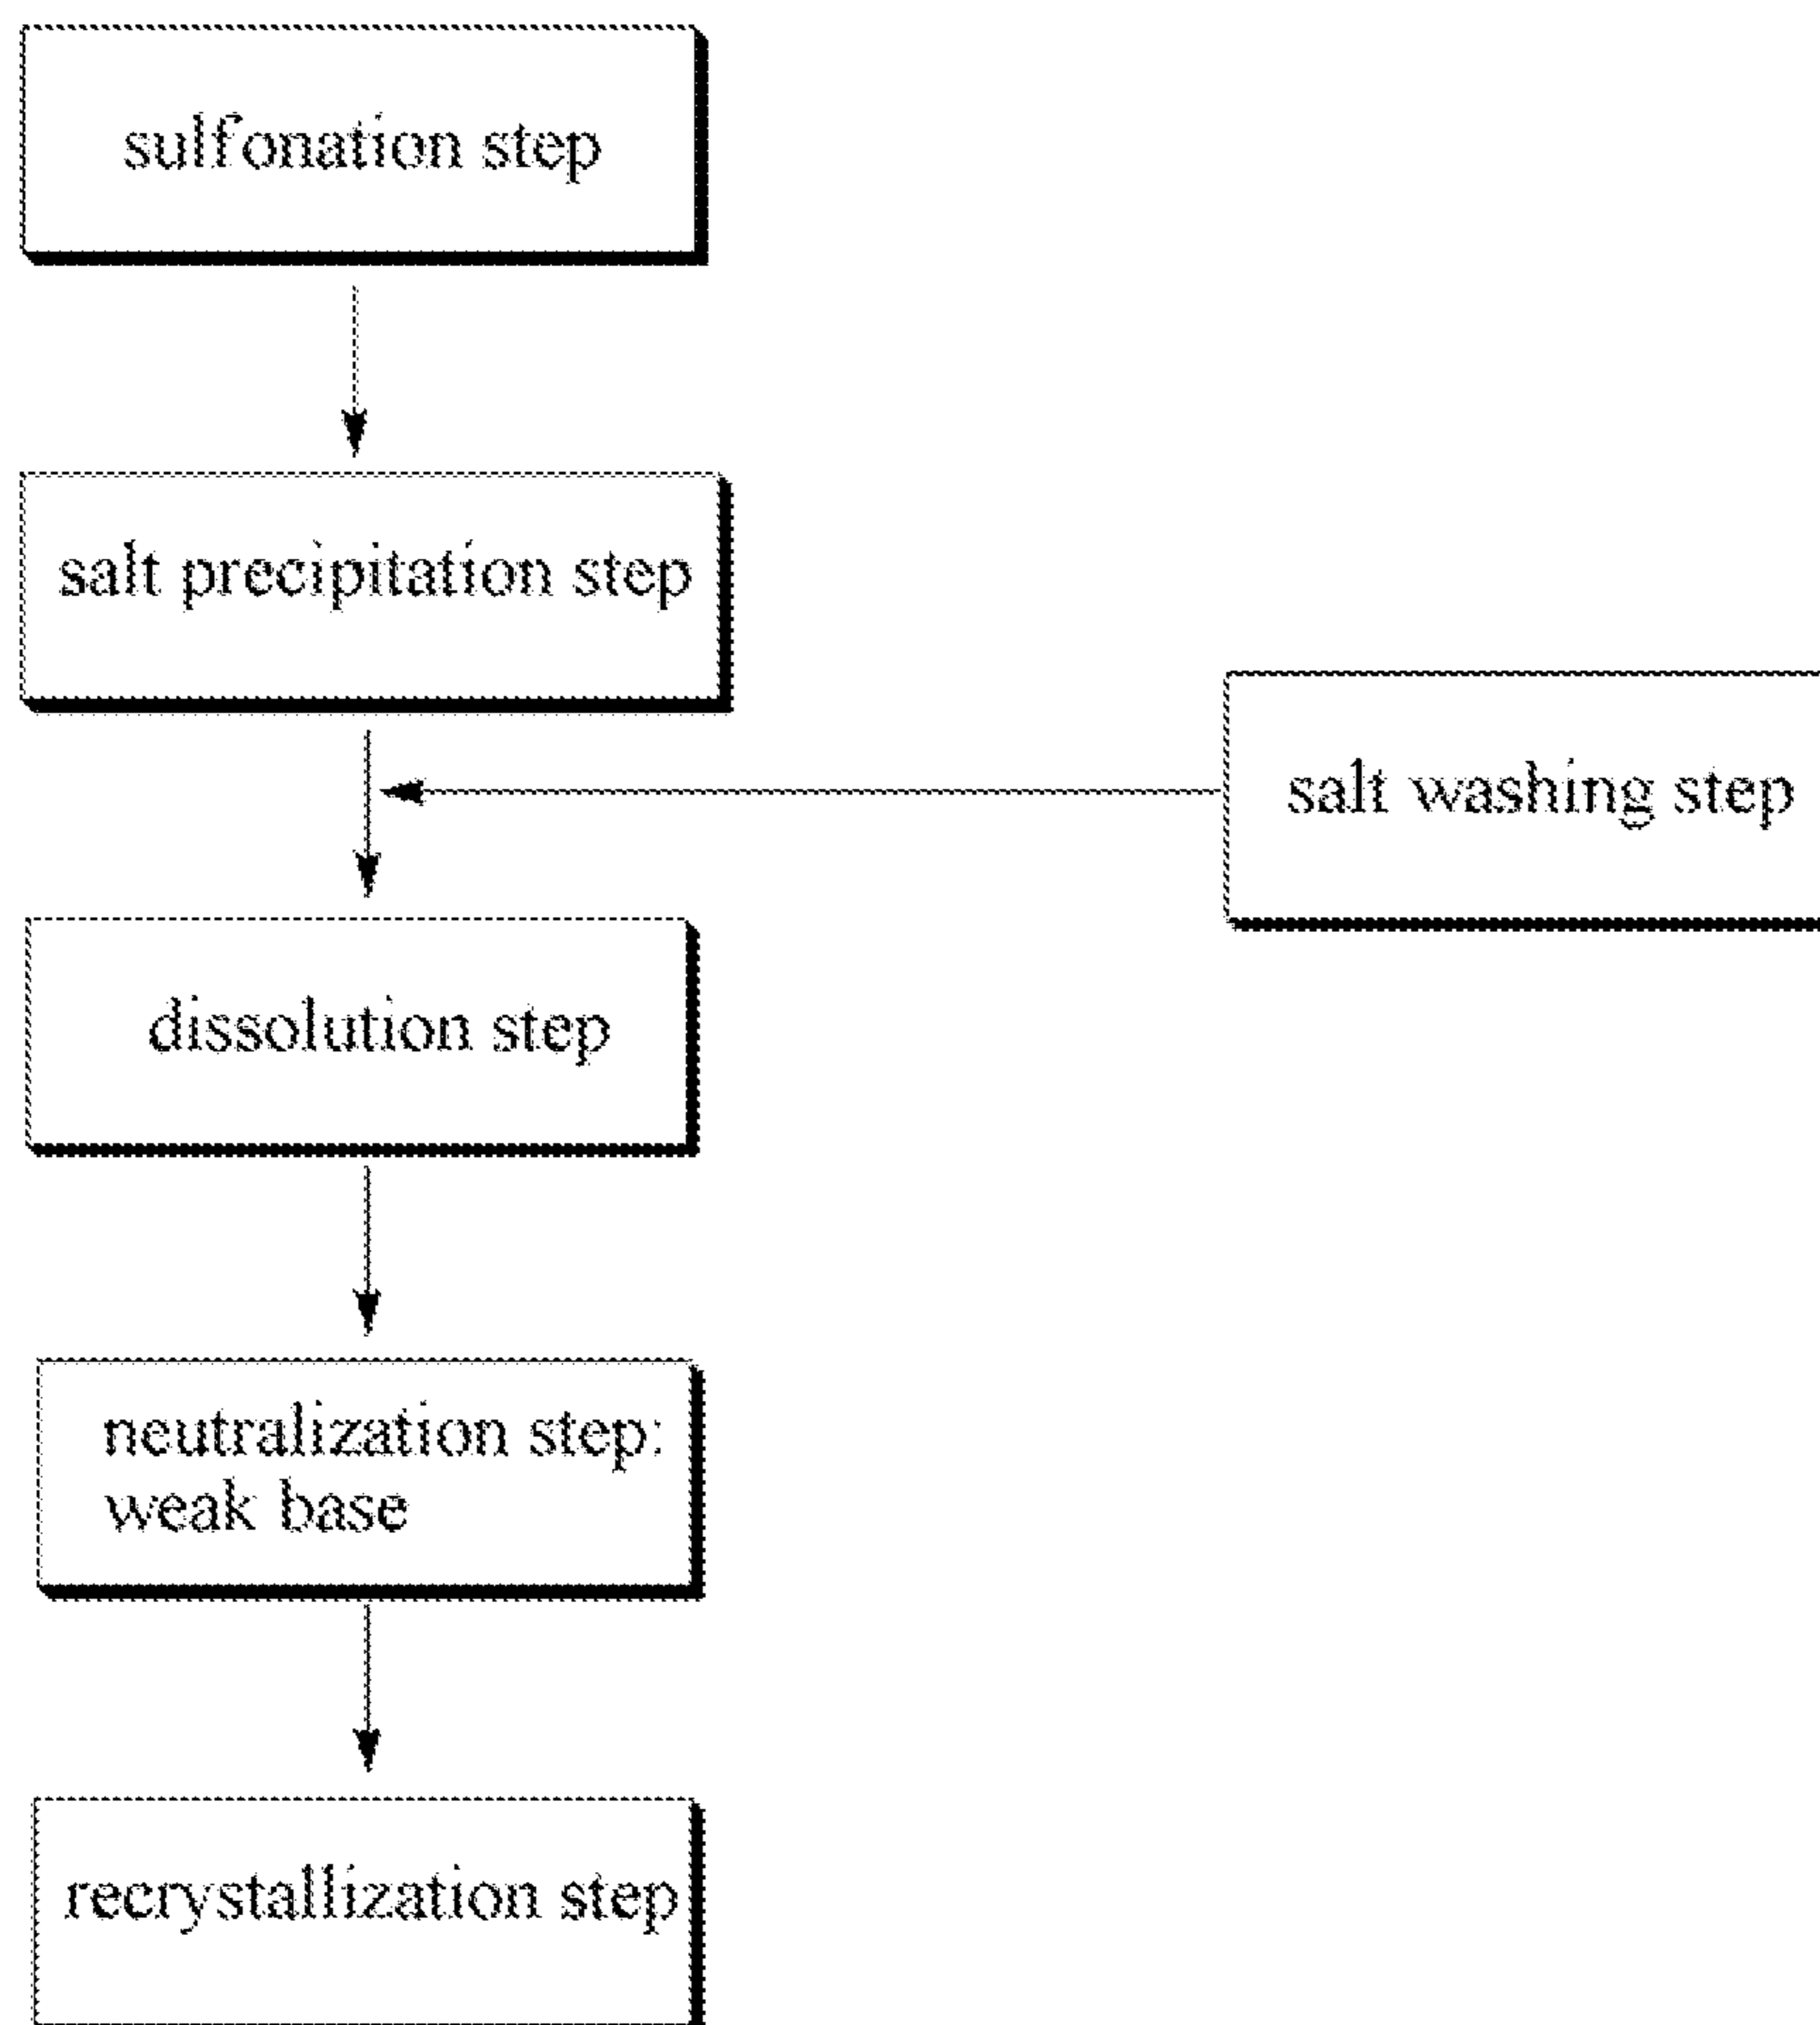 sulfonation step
salt precipitation step
salt washing step
dissolution step
neutralization step:
weak base
recrystallization step